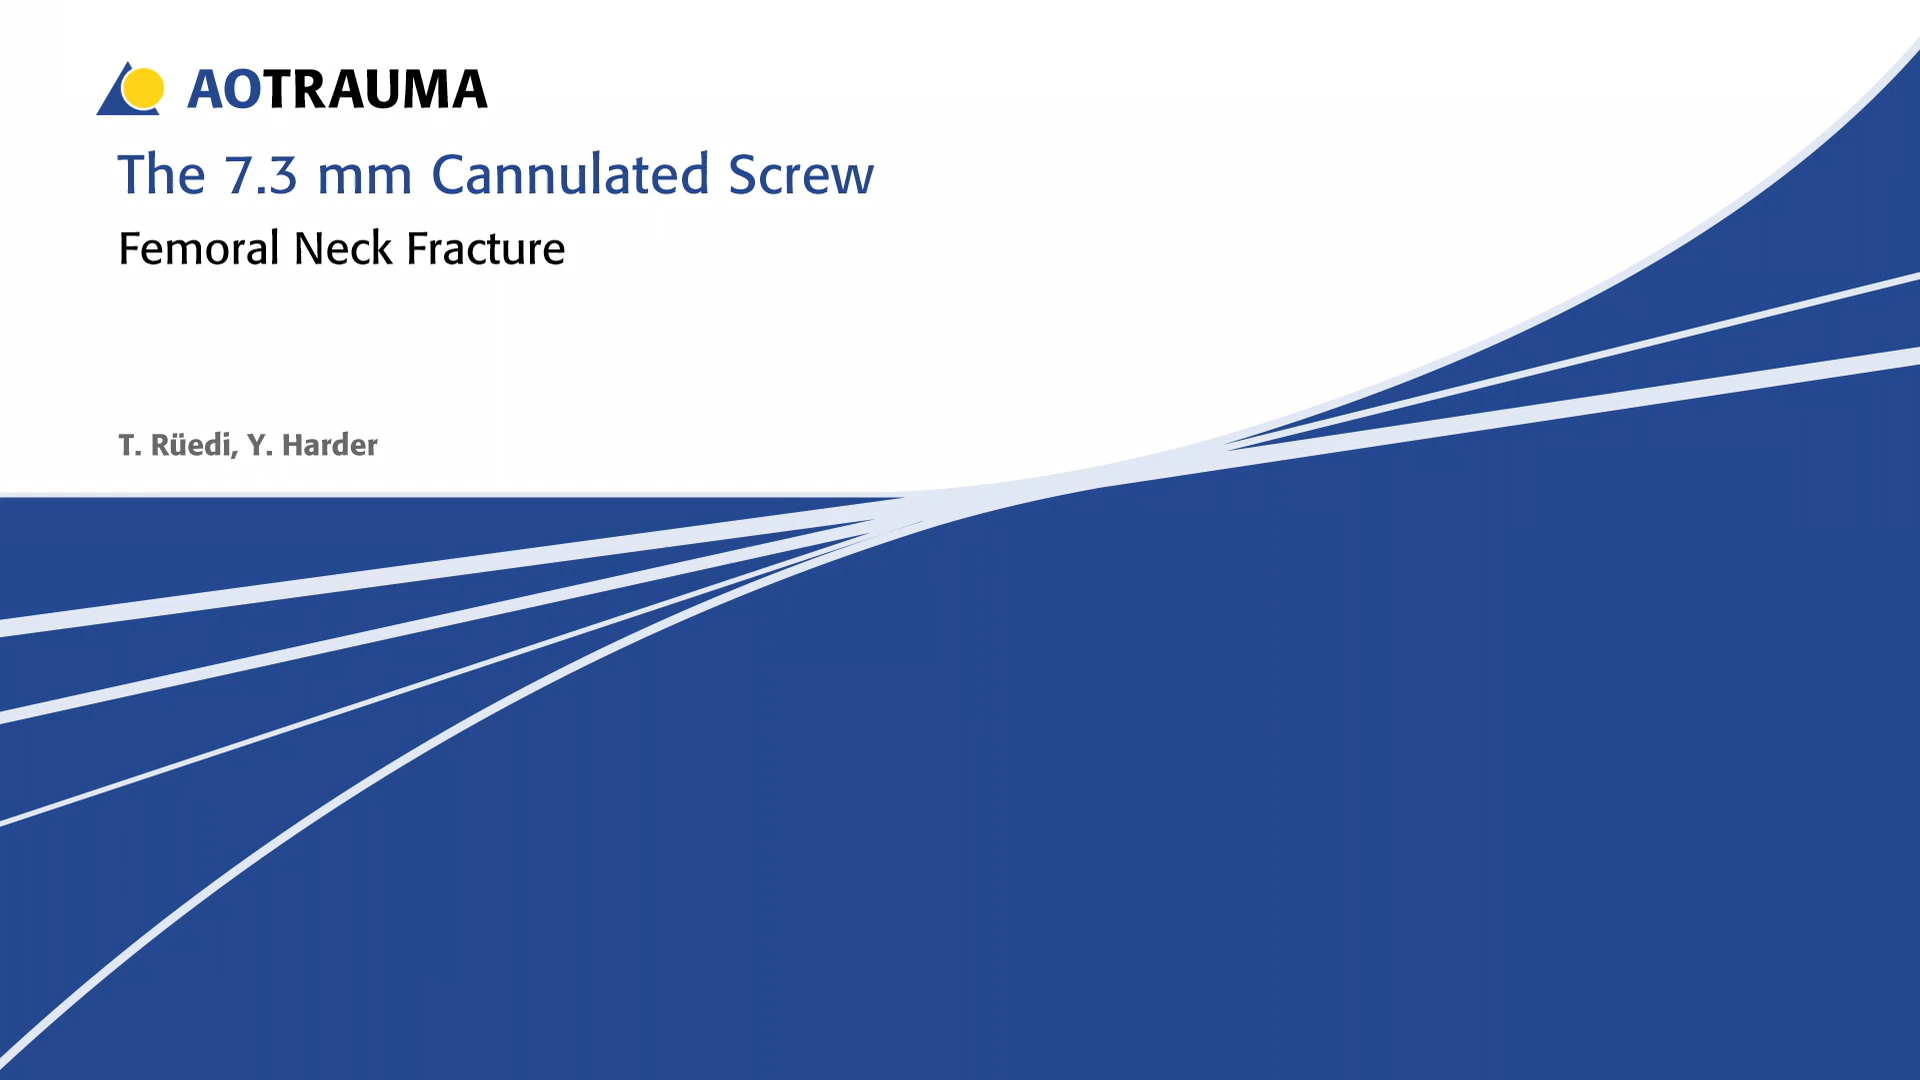 AOTRAUMA
The 7.3 mm Cannulated Screw
Femoral Neck Fracture
T. Rüedi, Y. Harder